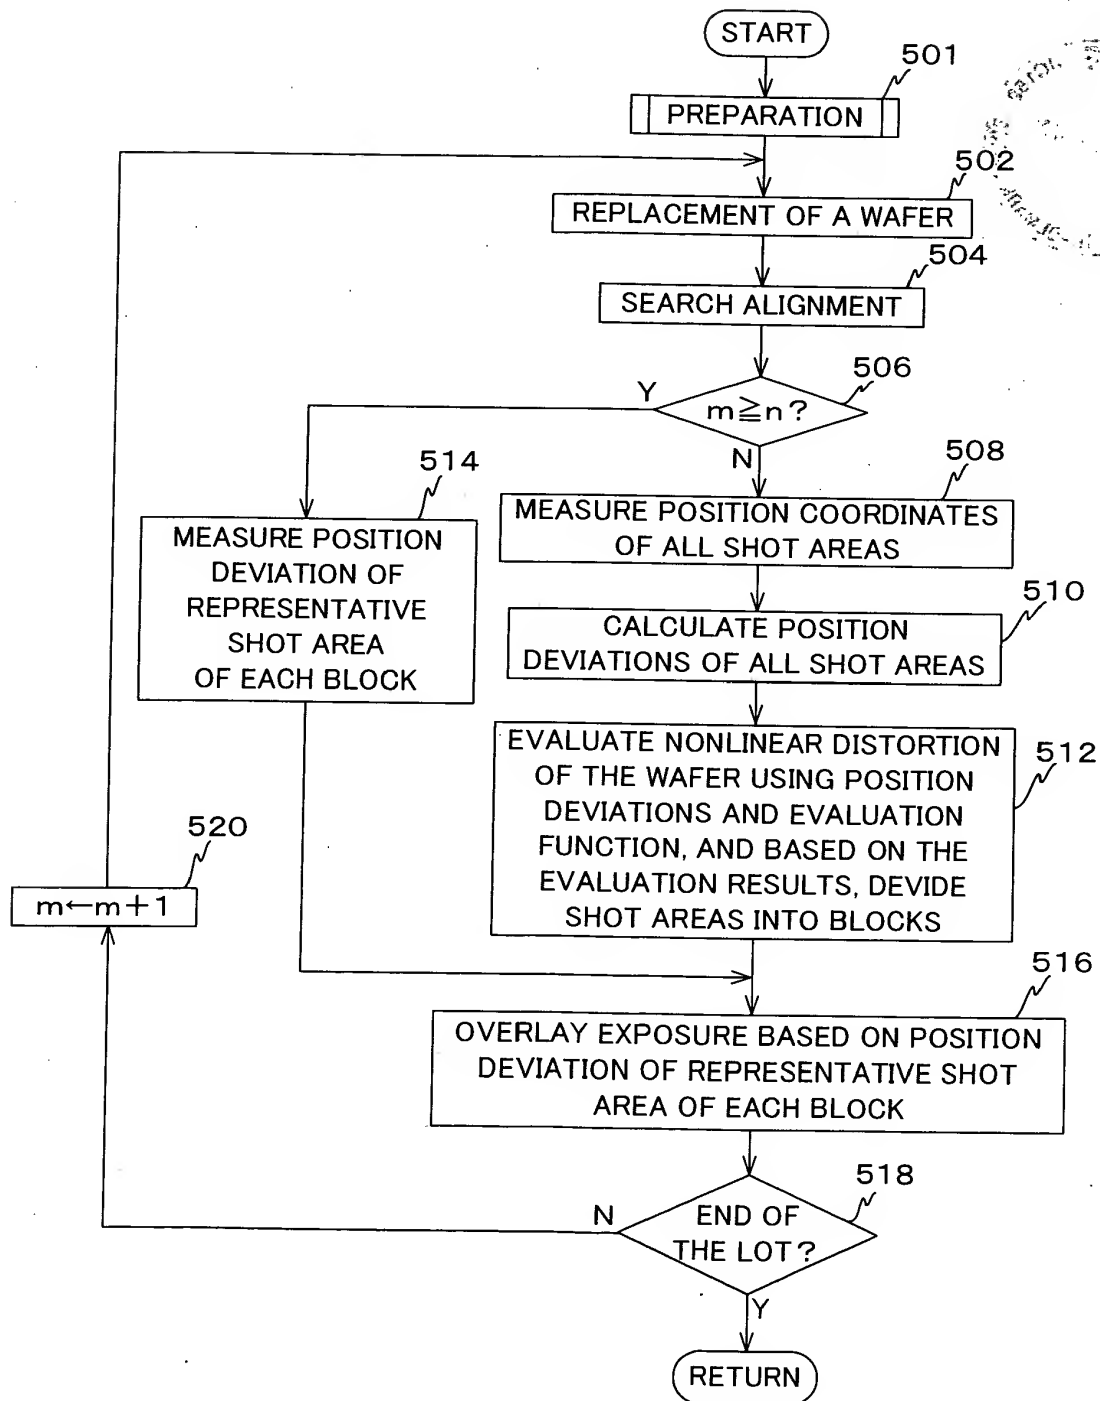 START
501
PREPARATION
502
REPLACEMENT OF A WAFER
504
SEARCH ALIGNMENT
506
Y
m≧n?
N
508
MEASURE POSITION COORDINATES
OF ALL SHOT AREAS
514
MEASURE POSITION
DEVIATION OF
REPRESENTATIVE
SHOT AREA
OF EACH BLOCK
510
CALCULATE POSITION
DEVIATIONS OF ALL SHOT AREAS
512
EVALUATE NONLINEAR DISTORTION
OF THE WAFER USING POSITION
DEVIATIONS AND EVALUATION
FUNCTION, AND BASED ON THE
EVALUATION RESULTS, DEVIDE
SHOT AREAS INTO BLOCKS
520
m←m+1
516
OVERLAY EXPOSURE BASED ON POSITION
DEVIATION OF REPRESENTATIVE SHOT
AREA OF EACH BLOCK
518
N
END OF
THE LOT?
Y
RETURN